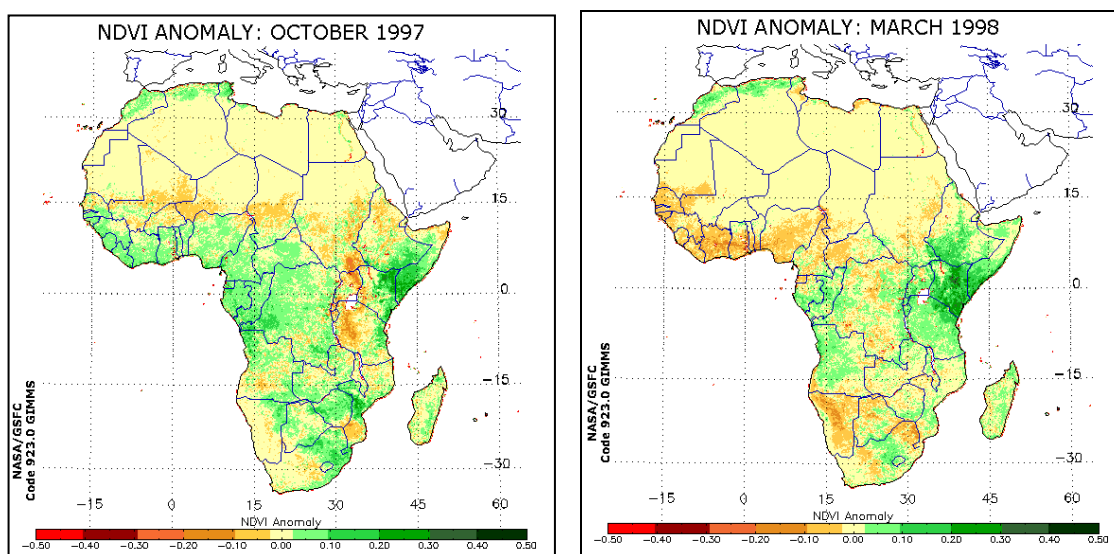 NDVI ANOMALY: OCTOBER 1997
30
15
0
−15
−30
−15 0 15 30 45 60
NASA/GSFC
Code 923.0 GIMMS
NDVI Anomaly
−0.50 −0.40 −0.30 −0.20 −0.10 0.00 0.10 0.20 0.30 0.40 0.50
NDVI ANOMALY: MARCH 1998
30
15
0
−15
−30
−15 0 15 30 45 60
NASA/GSFC
Code 923.0 GIMMS
NDVI Anomaly
−0.50 −0.40 −0.30 −0.20 −0.10 0.00 0.10 0.20 0.30 0.40 0.50